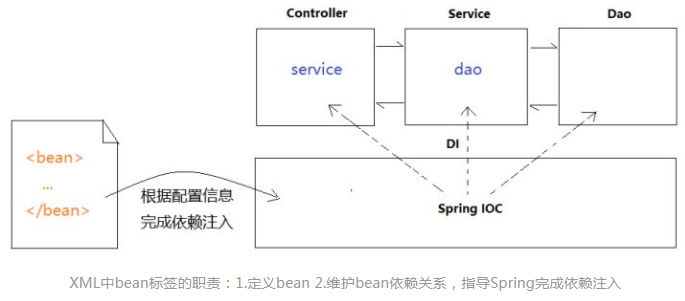 Controller
Service
Dao
service
dao
DI
<bean>
...
</bean>
根据配置信息
完成依赖注入
Spring IOC
XML中bean标签的职责：1.定义bean 2.维护bean依赖关系，指导Spring完成依赖注入